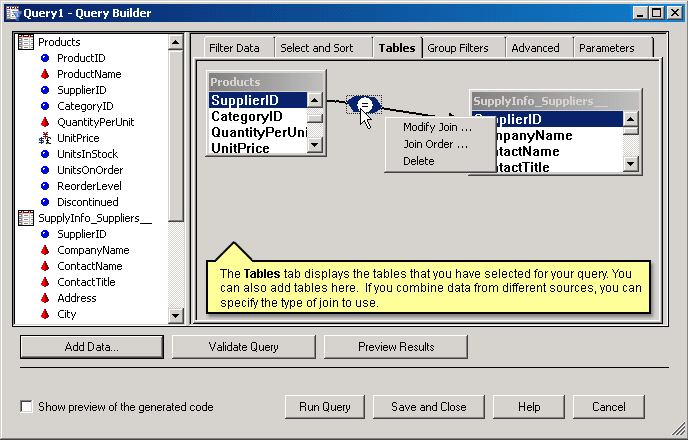 Query1 - Query Builder
Products
ProductID
ProductName
SupplierID
CategoryID
QuantityPerUnit
UnitPrice
UnitsInStock
UnitsOnOrder
ReorderLevel
Discontinued
SupplyInfo_Suppliers__
SupplierID
CompanyName
ContactName
ContactTitle
Address
City
Filter Data
Select and Sort
Tables
Group Filters
Advanced
Parameters
Products
SupplierID
CategoryID
QuantityPerUni
UnitPrice
=
SupplyInfo_Suppliers__
SupplierID
CompanyName
ContactName
ContactTitle
Modify Join ...
Join Order ...
Delete
The Tables tab displays the tables that you have selected for your query. You
can also add tables here. If you combine data from different sources, you can
specify the type of join to use.
Add Data...
Validate Query
Preview Results
Show preview of the generated code
Run Query
Save and Close
Help
Cancel